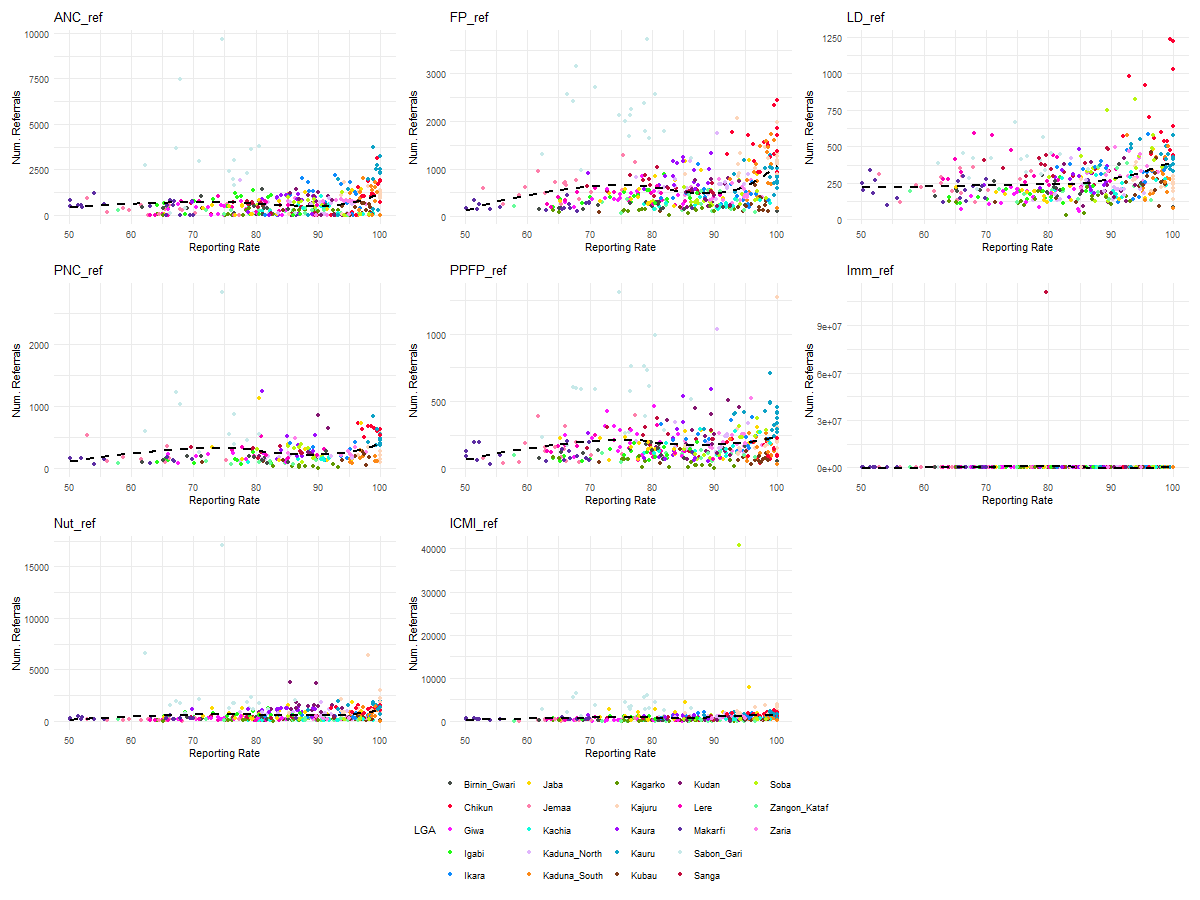 ANC_ref
FP_ref
LD_ref
Num. Referrals
10000
7500
5000
2500
0
50 60 70 80 90 100
Reporting Rate
Num. Referrals
3000
2000
1000
0
50 60 70 80 90 100
Reporting Rate
Num. Referrals
1250
1000
750
500
250
0
50 60 70 80 90 100
Reporting Rate
PNC_ref
PPFP_ref
Imm_ref
Num. Referrals
2000
1000
0
50 60 70 80 90 100
Reporting Rate
Num. Referrals
1000
500
0
50 60 70 80 90 100
Reporting Rate
Num. Referrals
9e+07
6e+07
3e+07
0e+00
50 60 70 80 90 100
Reporting Rate
Nut_ref
ICMI_ref
Num. Referrals
15000
10000
5000
0
50 60 70 80 90 100
Reporting Rate
Num. Referrals
40000
30000
20000
10000
0
50 60 70 80 90 100
Reporting Rate
LGA
Birnin_Gwari
Chikun
Giwa
Igabi
Ikara
Jaba
Jemaa
Kachia
Kaduna_North
Kaduna_South
Kagarko
Kajuru
Kaura
Kauru
Kubau
Kudan
Lere
Makarfi
Sabon_Gari
Sanga
Soba
Zangon_Kataf
Zaria